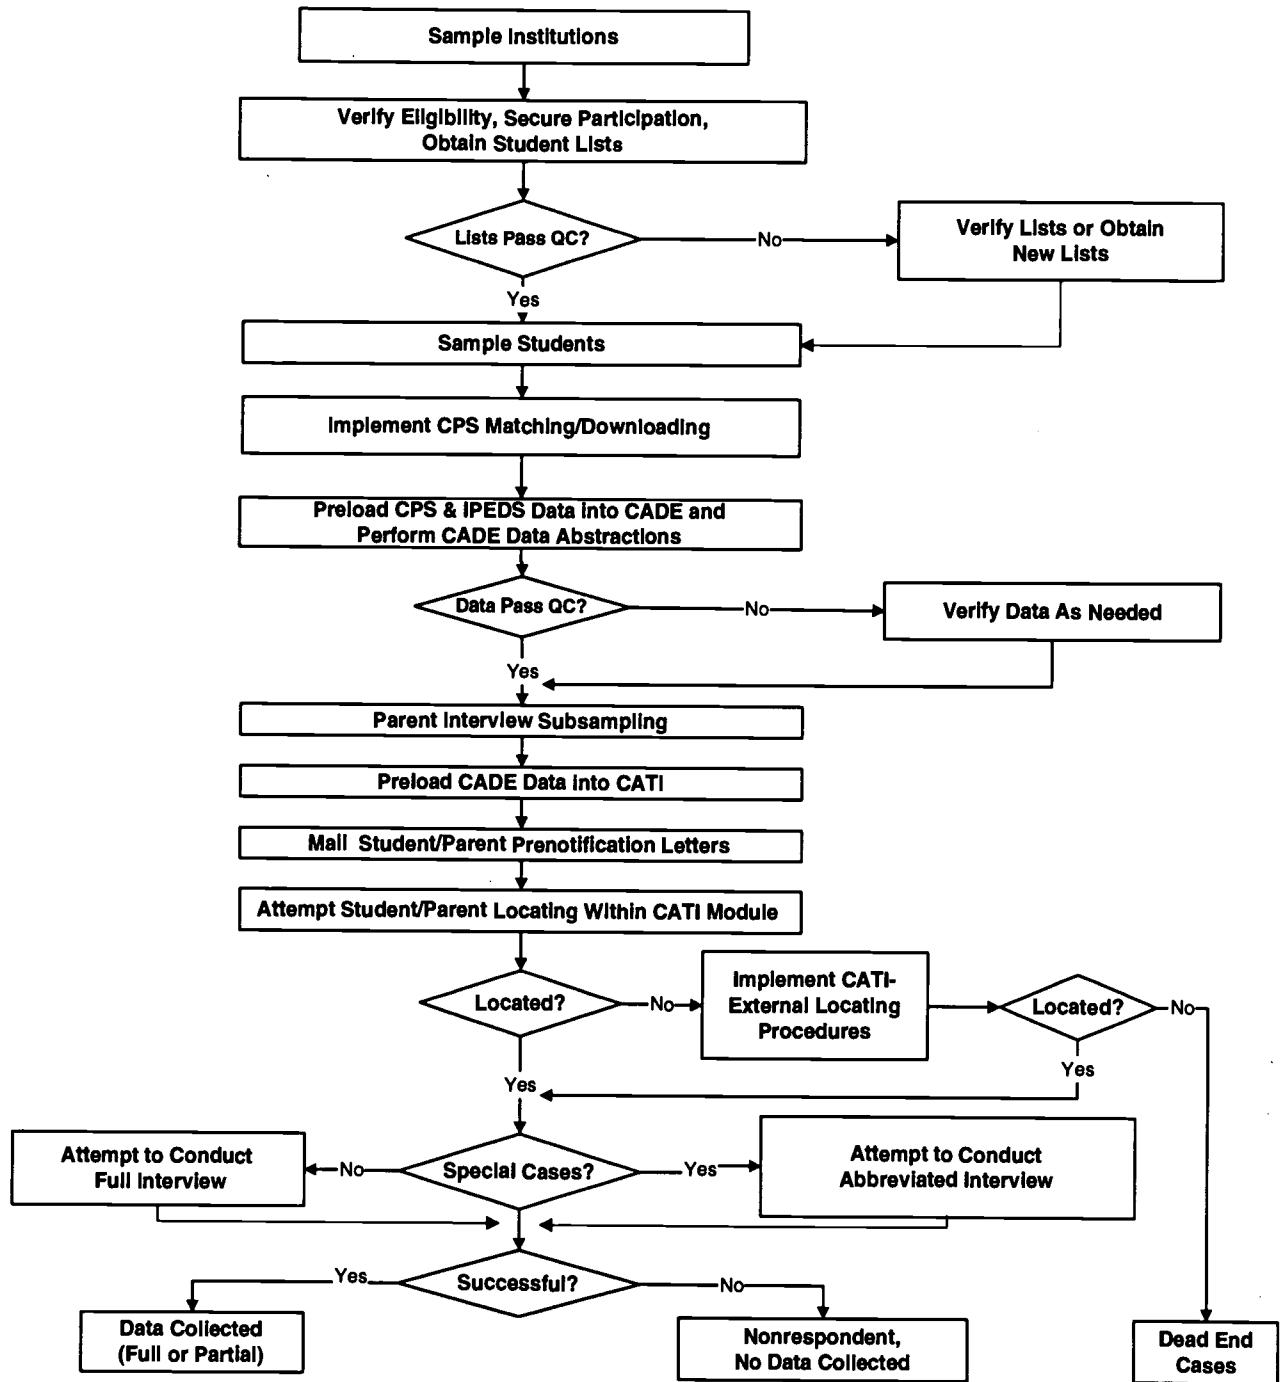 Sample Institutions
Verify Eligibility, Secure Participation,
Obtain Student Lists
Lists Pass QC?
No
Verify Lists or Obtain
New Lists
Yes
Sample Students
Implement CPS Matching/Downloading
Preload CPS & IPEDS Data into CADE and
Perform CADE Data Abstractions
Data Pass QC?
No
Verify Data As Needed
Yes
Parent Interview Subsampling
Preload CADE Data into CATI
Mail Student/Parent Prenotification Letters
Attempt Student/Parent Locating Within CATI Module
Located?
No
Implement CATI-
External Locating
Procedures
Located?
No
Yes
Yes
Attempt to Conduct
Full Interview
No
Special Cases?
Yes
Attempt to Conduct
Abbreviated Interview
Yes
Successful?
No
Data Collected
(Full or Partial)
Nonrespondent,
No Data Collected
Dead End
Cases